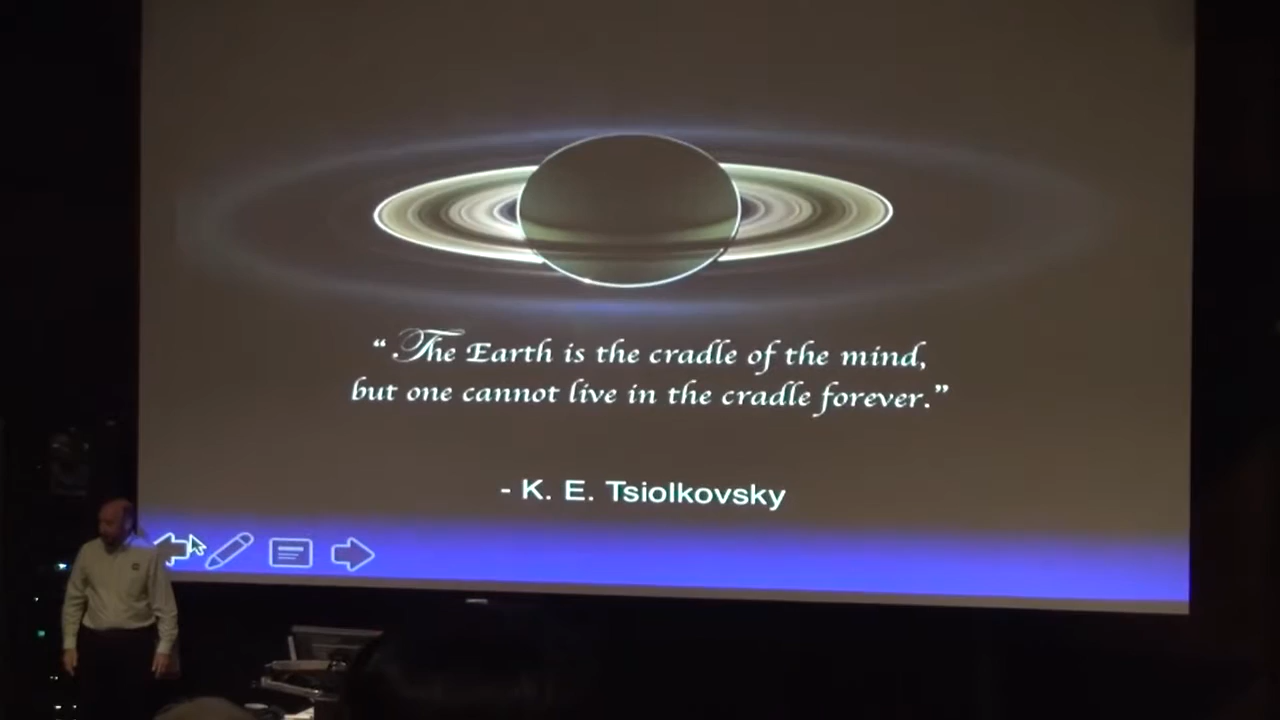 “The Earth is the cradle of the mind,
but one cannot live in the cradle forever.”
- K. E. Tsiolkovsky